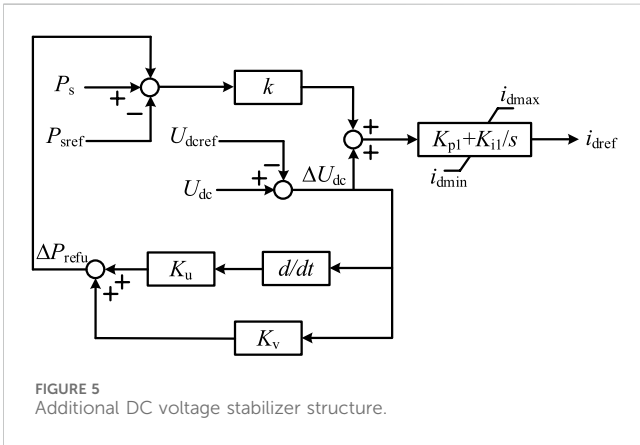 i_dmax
P_s
+
−
k
P_sref
U_dcref
−
+
+
K_p1+K_i1/s
i_dref
U_dc
+
ΔU_dc
i_dmin
ΔP_refu
+
+
K_u
d/dt
K_v
FIGURE 5
Additional DC voltage stabilizer structure.